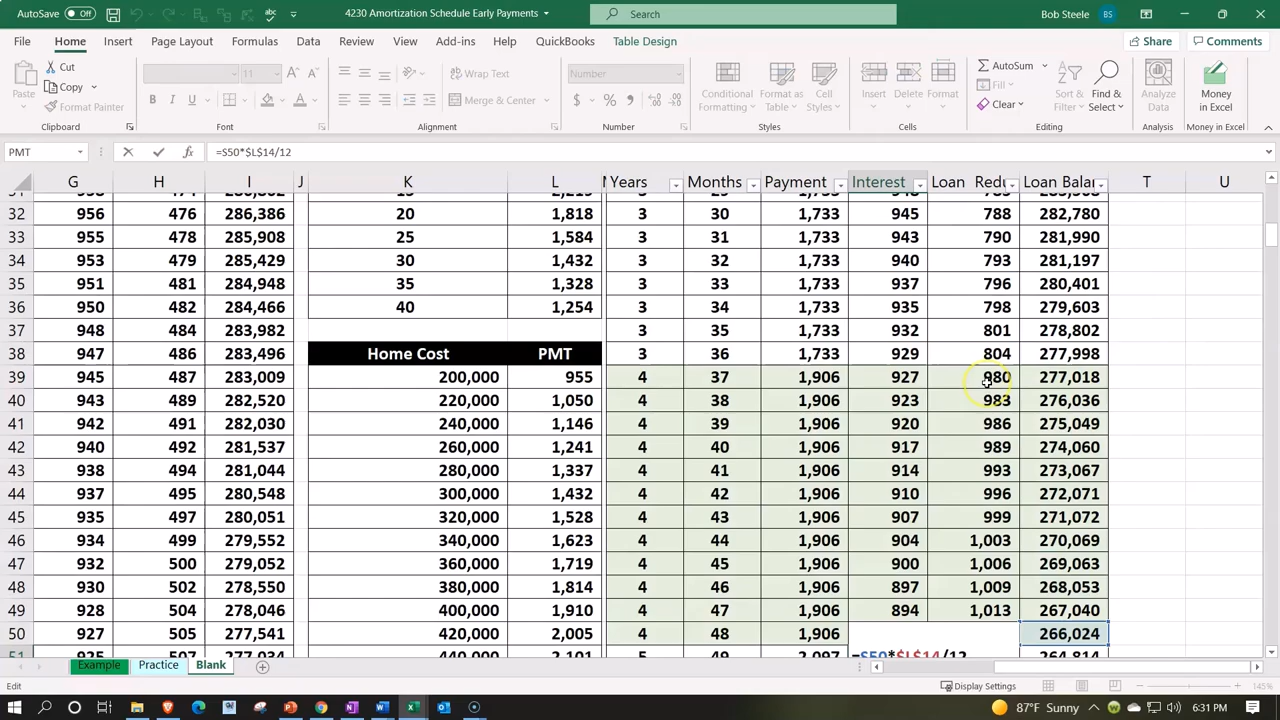 AutoSave Off 4230 Amortization Schedule Early Payments Search Bob Steele BS
File Home Insert Page Layout Formulas Data Review View Add-ins Help QuickBooks Table Design Share Comments
Paste Cut Copy Format Painter Clipboard
11 B I U Font
Wrap Text Merge & Center Alignment
Number $ % Number
Conditional Formatting Format as Table Cell Styles Styles
Insert Delete Format Cells
AutoSum Fill Clear Sort & Filter Find & Select Editing
Analyze Data Analysis
Money in Excel Money in Excel
PMT fx =S50*$L$14/12
G H I J K L Years Months Payment Interest Loan Redu Loan Balan T U
32 956 476 286,386 20 1,818 3 30 1,733 945 788 282,780
33 955 478 285,908 25 1,584 3 31 1,733 943 790 281,990
34 953 479 285,429 30 1,432 3 32 1,733 940 793 281,197
35 951 481 284,948 35 1,328 3 33 1,733 937 796 280,401
36 950 482 284,466 40 1,254 3 34 1,733 935 798 279,603
37 948 484 283,982 3 35 1,733 932 801 278,802
38 947 486 283,496 Home Cost PMT 3 36 1,733 929 804 277,998
39 945 487 283,009 200,000 955 4 37 1,906 927 980 277,018
40 943 489 282,520 220,000 1,050 4 38 1,906 923 983 276,036
41 942 491 282,030 240,000 1,146 4 39 1,906 920 986 275,049
42 940 492 281,537 260,000 1,241 4 40 1,906 917 989 274,060
43 938 494 281,044 280,000 1,337 4 41 1,906 914 993 273,067
44 937 495 280,548 300,000 1,432 4 42 1,906 910 996 272,071
45 935 497 280,051 320,000 1,528 4 43 1,906 907 999 271,072
46 934 499 279,552 340,000 1,623 4 44 1,906 904 1,003 270,069
47 932 500 279,052 360,000 1,719 4 45 1,906 900 1,006 269,063
48 930 502 278,550 380,000 1,814 4 46 1,906 897 1,009 268,053
49 928 504 278,046 400,000 1,910 4 47 1,906 894 1,013 267,040
50 927 505 277,541 420,000 2,005 4 48 1,906 266,024
51 925 507 277,034 440,000 2,101 5 49 2,097 =S50*$L$14/12 264,814
Example Practice Blank
Edit Display Settings 145%
87°F Sunny 6:31 PM